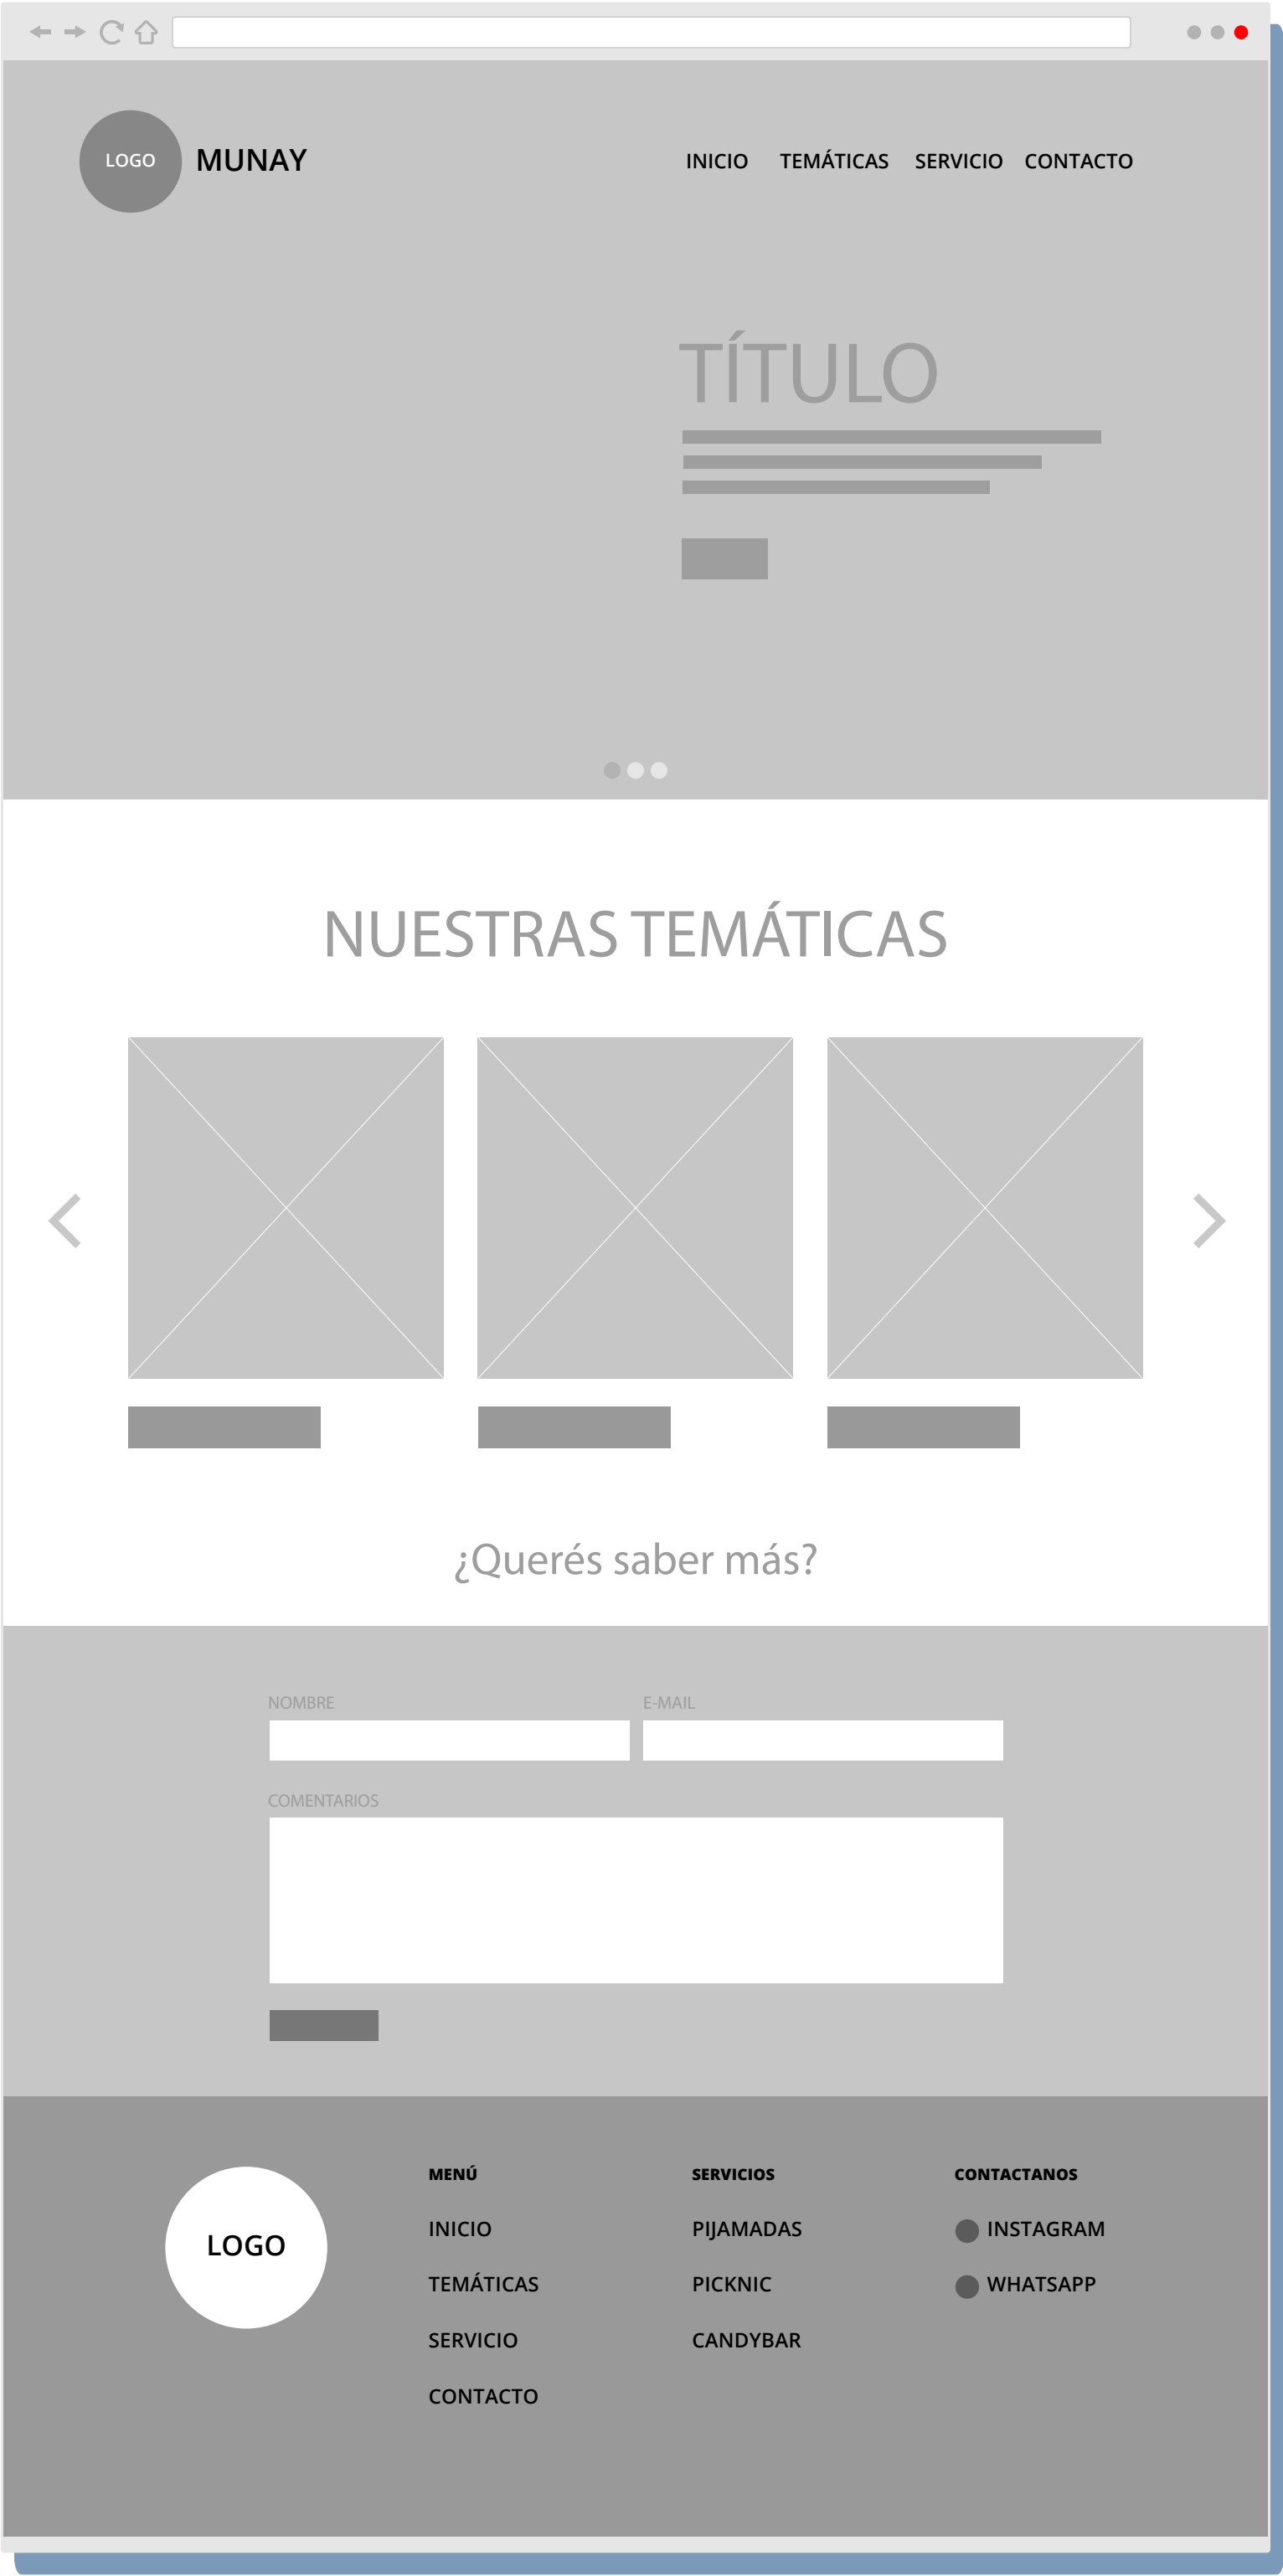 LOGO MUNAY INICIO TEMÁTICAS SERVICIO CONTACTO
TÍTULO
NUESTRAS TEMÁTICAS
¿Querés saber más?
NOMBRE E-MAIL
COMENTARIOS
LOGO
MENÚ
INICIO
TEMÁTICAS
SERVICIO
CONTACTO
SERVICIOS
PIJAMADAS
PICKNIC
CANDYBAR
CONTACTANOS
INSTAGRAM
WHATSAPP